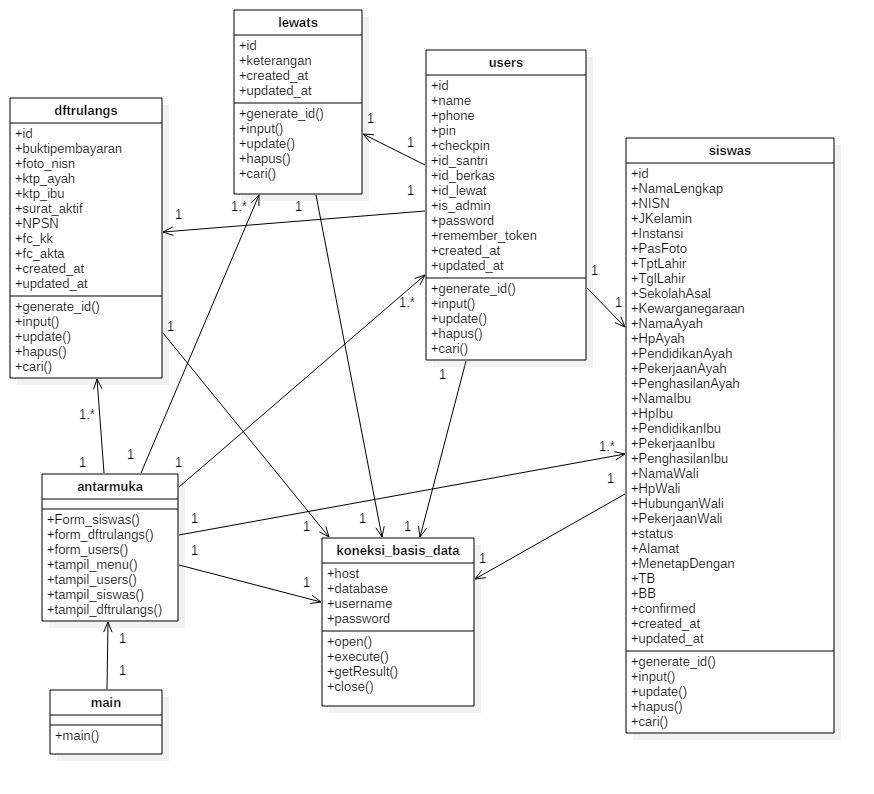 lewats
+id
+keterangan
+created_at
+updated_at
+generate_id()
+input()
+update()
+hapus()
+cari()
users
+id
+name
+phone
+pin
+checkpin
+id_santri
+id_berkas
+id_lewat
+is_admin
+password
+remember_token
+created_at
+updated_at
+generate_id()
+input()
+update()
+hapus()
+cari()
dftrulangs
+id
+buktipembayaran
+foto_nisn
+ktp_ayah
+ktp_ibu
+surat_aktif
+NPSN
+fc_kk
+fc_akta
+created_at
+updated_at
+generate_id()
+input()
+update()
+hapus()
+cari()
siswas
+id
+NamaLengkap
+NISN
+JKelamin
+Instansi
+PasFoto
+TptLahir
+TglLahir
+SekolahAsal
+Kewarganegaraan
+NamaAyah
+HpAyah
+PendidikanAyah
+PekerjaanAyah
+PenghasilanAyah
+NamaIbu
+HpIbu
+PendidikanIbu
+PekerjaanIbu
+PenghasilanIbu
+NamaWali
+HpWali
+HubunganWali
+PekerjaanWali
+status
+Alamat
+MenetapDengan
+TB
+BB
+confirmed
+created_at
+updated_at
+generate_id()
+input()
+update()
+hapus()
+cari()
1
1
1
1
1.*
1
1
1
1.*
1
1
1.*
1
1
1
1.*
1
1
1
1
1
1
1
1
1
1
antarmuka
+Form_siswas()
+form_dftrulangs()
+form_users()
+tampil_menu()
+tampil_users()
+tampil_siswas()
+tampil_dftrulangs()
koneksi_basis_data
+host
+database
+username
+password
+open()
+execute()
+getResult()
+close()
main
+main()